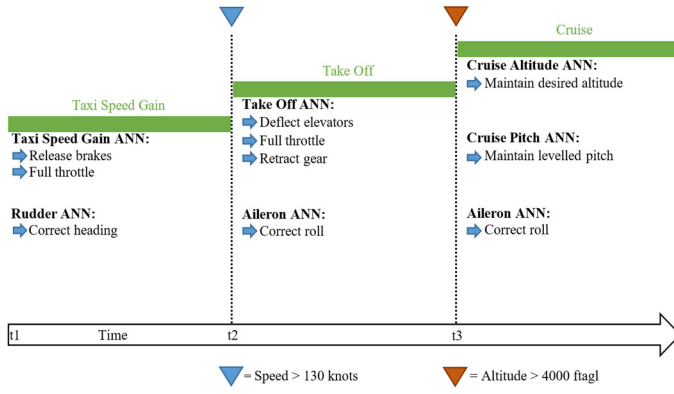 Cruise
Take Off
Taxi Speed Gain
Taxi Speed Gain ANN:
Release brakes
Full throttle
Rudder ANN:
Correct heading
Take Off ANN:
Deflect elevators
Full throttle
Retract gear
Aileron ANN:
Correct roll
Cruise Altitude ANN:
Maintain desired altitude
Cruise Pitch ANN:
Maintain levelled pitch
Aileron ANN:
Correct roll
t1 Time t2 t3
= Speed > 130 knots
= Altitude > 4000 ftagl